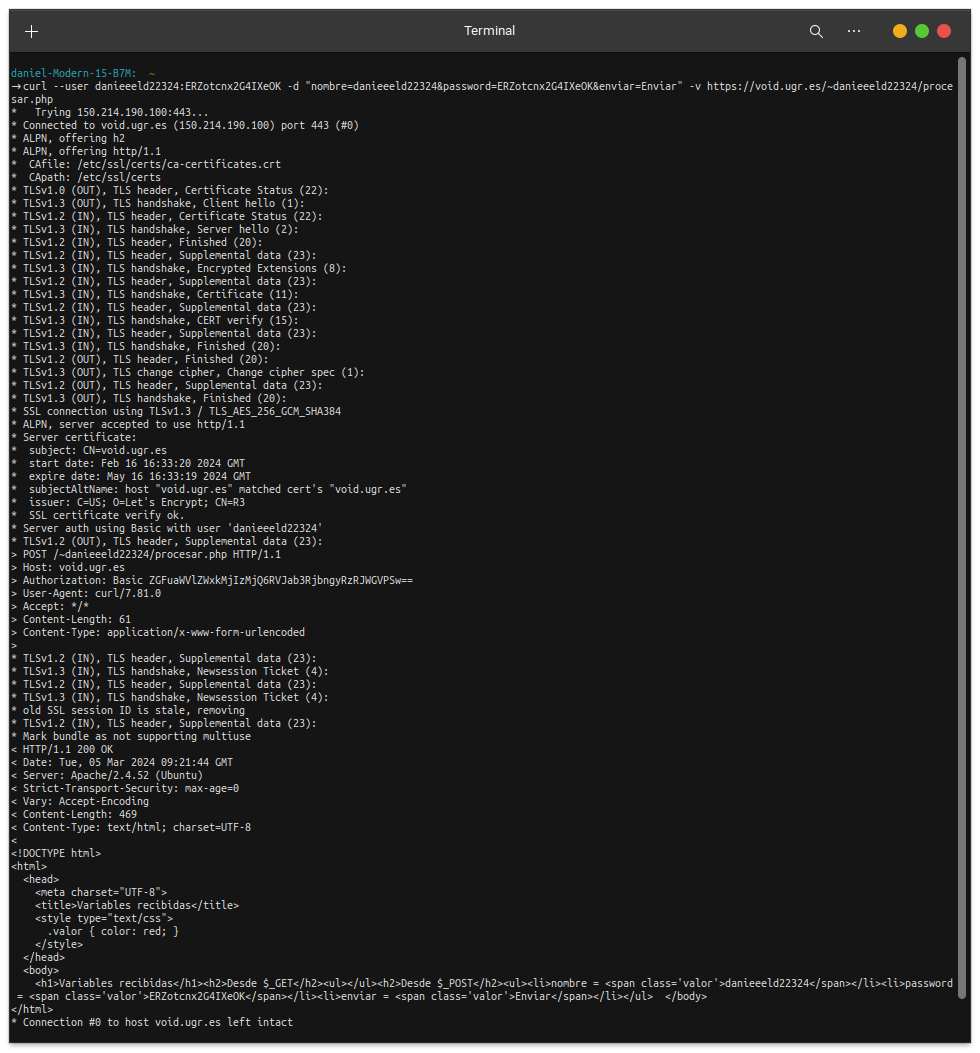 Terminal
daniel-Modern-15-B7M:  ~
→curl --user danieeeld22324:ERZotcnx2G4IXeOK -d "nombre=danieeeld22324&password=ERZotcnx2G4IXeOK&enviar=Enviar" -v https://void.ugr.es/~danieeeld22324/proce
sar.php
*   Trying 150.214.190.100:443...
* Connected to void.ugr.es (150.214.190.100) port 443 (#0)
* ALPN, offering h2
* ALPN, offering http/1.1
*  CAfile: /etc/ssl/certs/ca-certificates.crt
*  CApath: /etc/ssl/certs
* TLSv1.0 (OUT), TLS header, Certificate Status (22):
* TLSv1.3 (OUT), TLS handshake, Client hello (1):
* TLSv1.2 (IN), TLS header, Certificate Status (22):
* TLSv1.3 (IN), TLS handshake, Server hello (2):
* TLSv1.2 (IN), TLS header, Finished (20):
* TLSv1.2 (IN), TLS header, Supplemental data (23):
* TLSv1.3 (IN), TLS handshake, Encrypted Extensions (8):
* TLSv1.2 (IN), TLS header, Supplemental data (23):
* TLSv1.3 (IN), TLS handshake, Certificate (11):
* TLSv1.2 (IN), TLS header, Supplemental data (23):
* TLSv1.3 (IN), TLS handshake, CERT verify (15):
* TLSv1.2 (IN), TLS header, Supplemental data (23):
* TLSv1.3 (IN), TLS handshake, Finished (20):
* TLSv1.2 (OUT), TLS header, Finished (20):
* TLSv1.3 (OUT), TLS change cipher, Change cipher spec (1):
* TLSv1.2 (OUT), TLS header, Supplemental data (23):
* TLSv1.3 (OUT), TLS handshake, Finished (20):
* SSL connection using TLSv1.3 / TLS_AES_256_GCM_SHA384
* ALPN, server accepted to use http/1.1
* Server certificate:
*  subject: CN=void.ugr.es
*  start date: Feb 16 16:33:20 2024 GMT
*  expire date: May 16 16:33:19 2024 GMT
*  subjectAltName: host "void.ugr.es" matched cert's "void.ugr.es"
*  issuer: C=US; O=Let's Encrypt; CN=R3
*  SSL certificate verify ok.
* Server auth using Basic with user 'danieeeld22324'
* TLSv1.2 (OUT), TLS header, Supplemental data (23):
> POST /~danieeeld22324/procesar.php HTTP/1.1
> Host: void.ugr.es
> Authorization: Basic ZGFuaWVlZWxkMjIzMjQ6RVJab3RjbngyRzRJWGVPSw==
> User-Agent: curl/7.81.0
> Accept: */*
> Content-Length: 61
> Content-Type: application/x-www-form-urlencoded
>
* TLSv1.2 (IN), TLS header, Supplemental data (23):
* TLSv1.3 (IN), TLS handshake, Newsession Ticket (4):
* TLSv1.2 (IN), TLS header, Supplemental data (23):
* TLSv1.3 (IN), TLS handshake, Newsession Ticket (4):
* old SSL session ID is stale, removing
* TLSv1.2 (IN), TLS header, Supplemental data (23):
* Mark bundle as not supporting multiuse
< HTTP/1.1 200 OK
< Date: Tue, 05 Mar 2024 09:21:44 GMT
< Server: Apache/2.4.52 (Ubuntu)
< Strict-Transport-Security: max-age=0
< Vary: Accept-Encoding
< Content-Length: 469
< Content-Type: text/html; charset=UTF-8
<
<!DOCTYPE html>
<html>
  <head>
    <meta charset="UTF-8">
    <title>Variables recibidas</title>
    <style type="text/css">
      .valor { color: red; }
    </style>
  </head>
  <body>
    <h1>Variables recibidas</h1><h2>Desde $_GET</h2><ul></ul><h2>Desde $_POST</h2><ul><li>nombre = <span class='valor'>danieeeld22324</span></li><li>password
 = <span class='valor'>ERZotcnx2G4IXeOK</span></li><li>enviar = <span class='valor'>Enviar</span></li></ul>  </body>
</html>
* Connection #0 to host void.ugr.es left intact